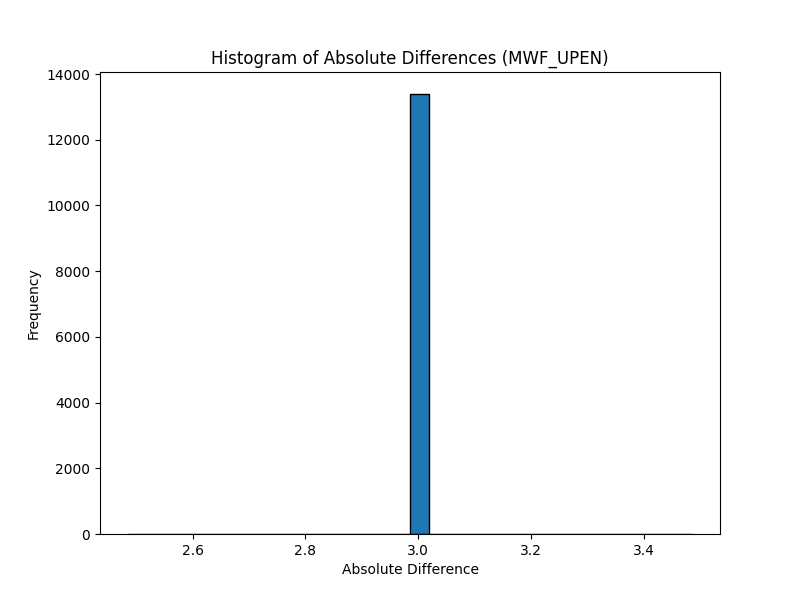 Histogram of Absolute Differences (MWF_UPEN)
14000
12000
10000
8000
6000
4000
2000
0
Frequency
2.6 2.8 3.0 3.2 3.4
Absolute Difference